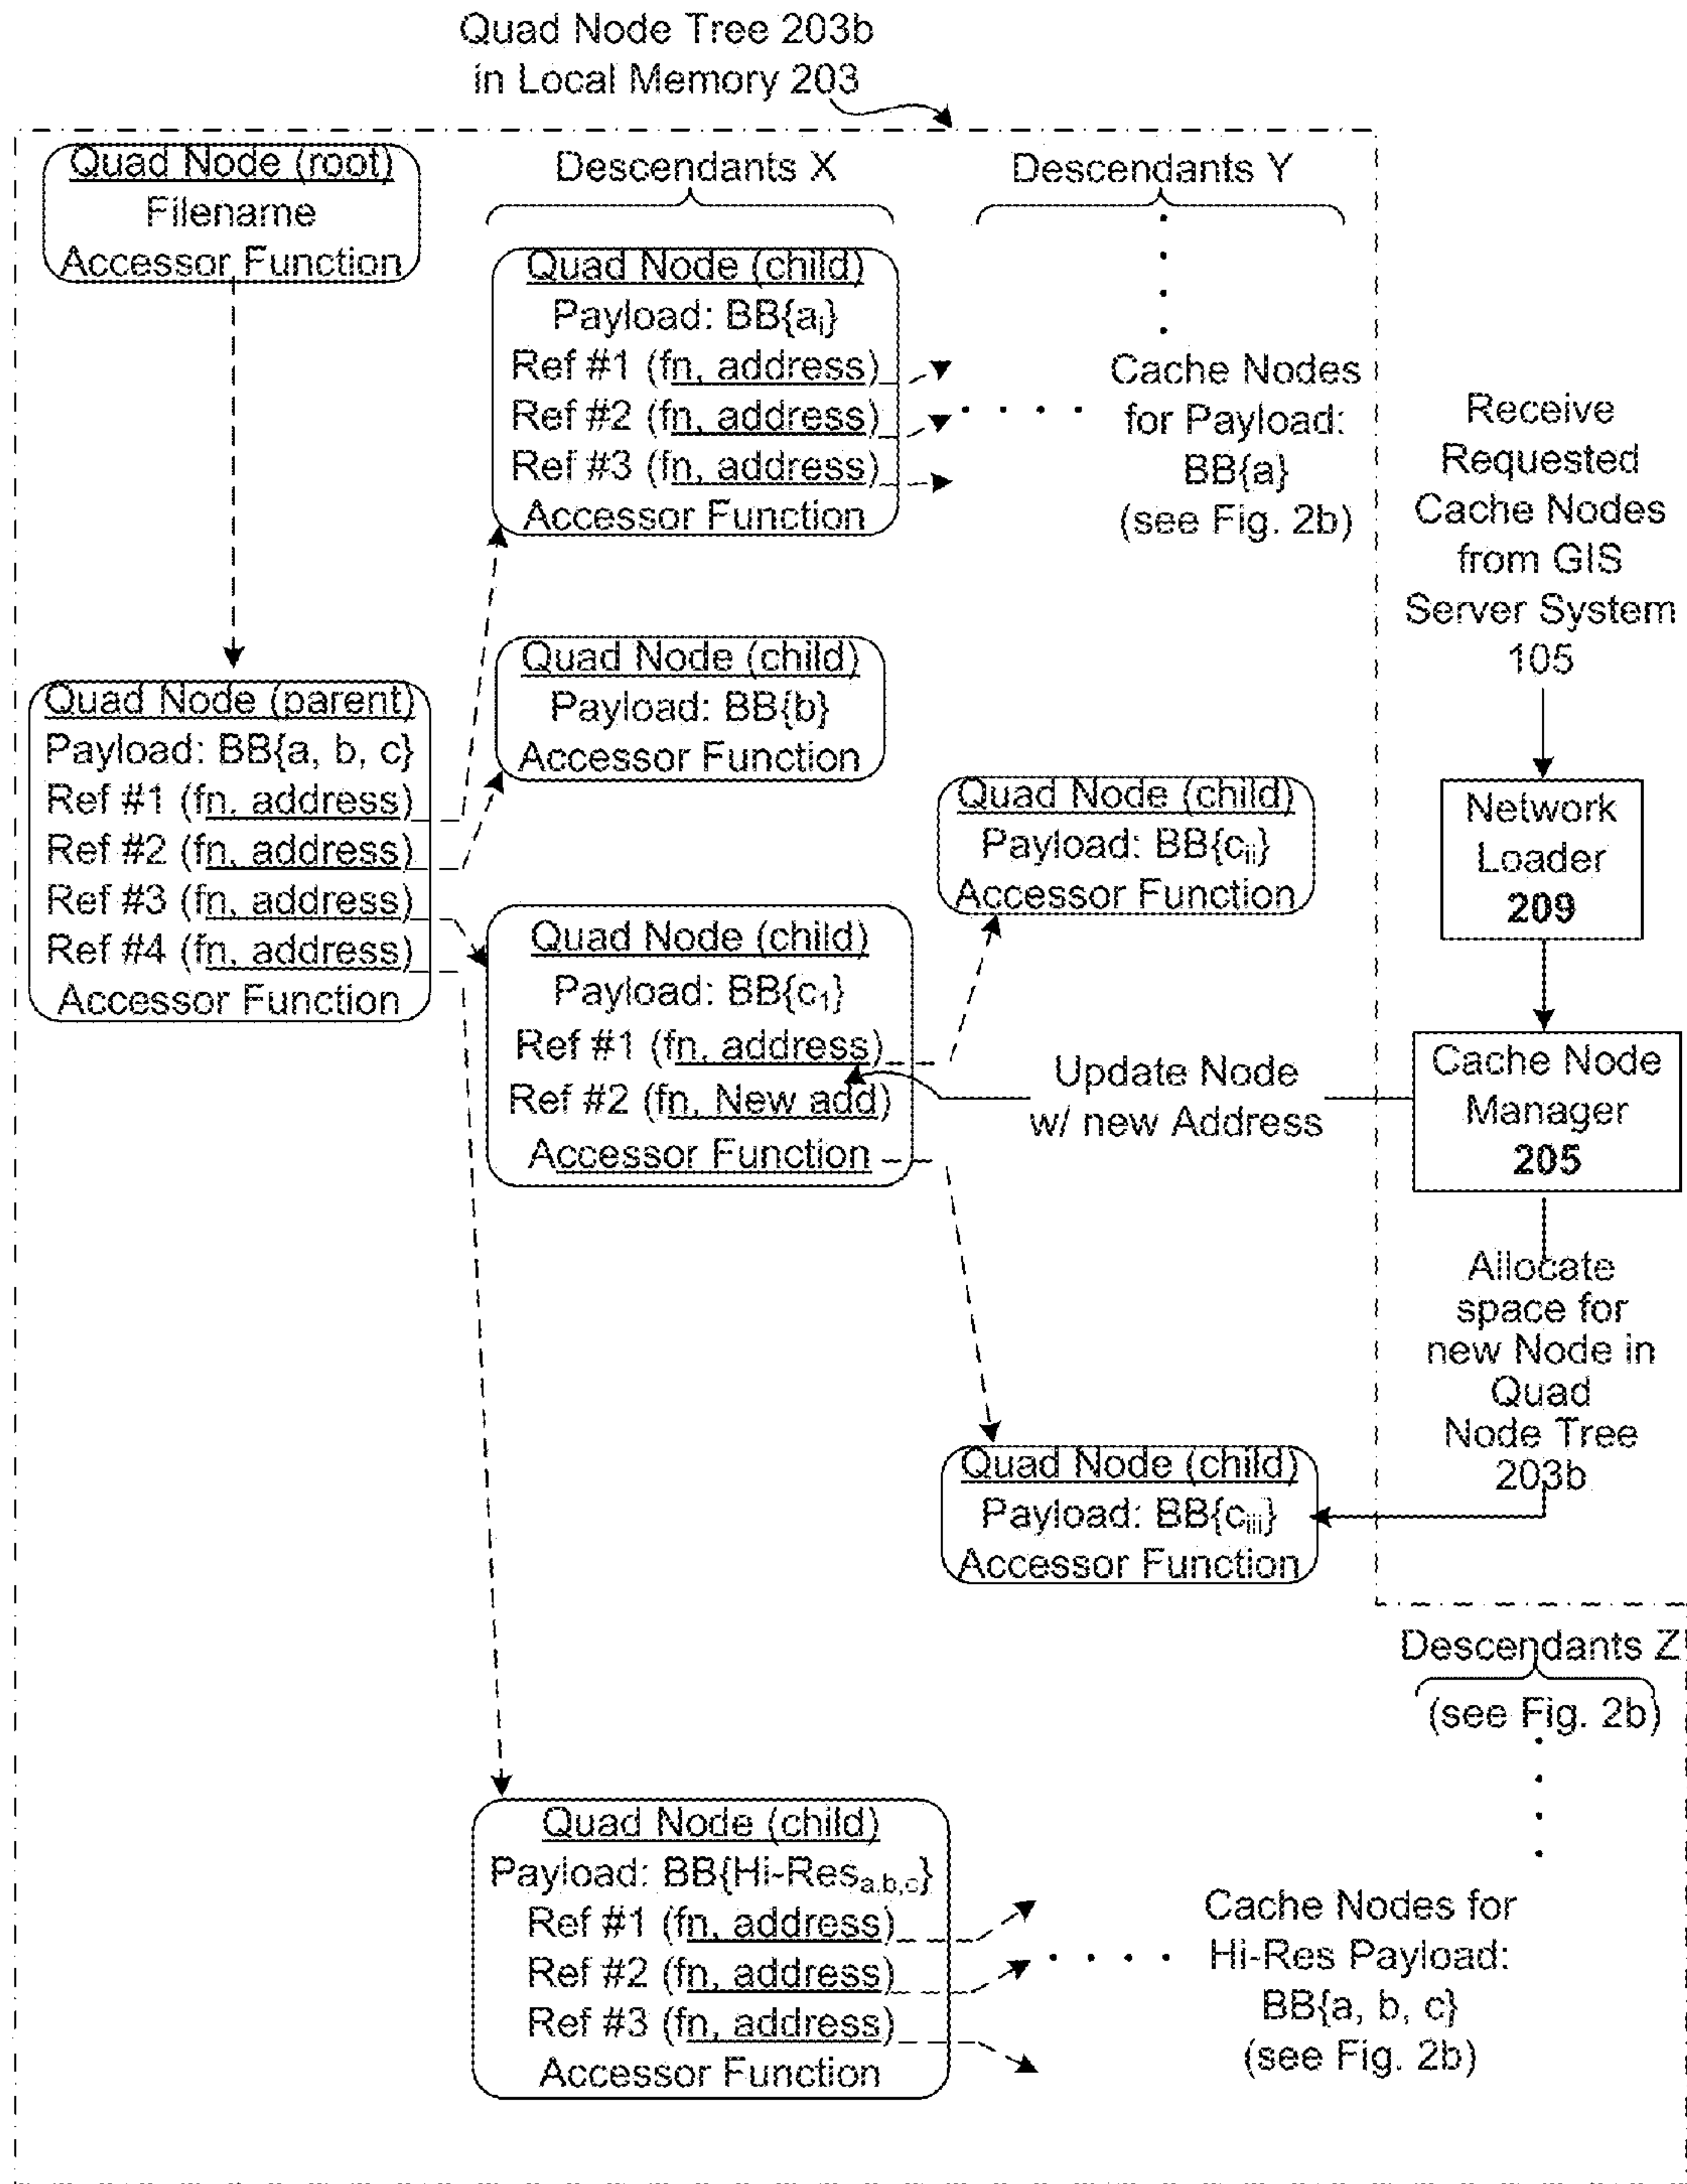 Quad Node Tree 203b
in Local Memory 203
Quad Node (root)
Filename
Accessor Function
Descendants X
Descendants Y
Quad Node (child)
Payload: BB{aᵢ}
Ref #1 (fn, address)
Ref #2 (fn, address)
Ref #3 (fn, address)
Accessor Function
Cache Nodes
for Payload:
BB{a}
(see Fig. 2b)
Receive
Requested
Cache Nodes
from GIS
Server System
105
Quad Node (parent)
Payload: BB{a, b, c}
Ref #1 (fn, address)
Ref #2 (fn, address)
Ref #3 (fn, address)
Ref #4 (fn, address)
Accessor Function
Quad Node (child)
Payload: BB{b}
Accessor Function
Quad Node (child)
Payload: BB{cᵢᵢ}
Accessor Function
Network
Loader
209
Quad Node (child)
Payload: BB{c₁}
Ref #1 (fn, address)
Ref #2 (fn, New add)
Accessor Function
Update Node
w/ new Address
Cache Node
Manager
205
Allocate
space for
new Node in
Quad
Node Tree
203b
Quad Node (child)
Payload: BB{cᵢᵢᵢ}
Accessor Function
Descendants Z
(see Fig. 2b)
Quad Node (child)
Payload: BB{Hi-Resa,b,c}
Ref #1 (fn, address)
Ref #2 (fn, address)
Ref #3 (fn, address)
Accessor Function
Cache Nodes for
Hi-Res Payload:
BB{a, b, c}
(see Fig. 2b)